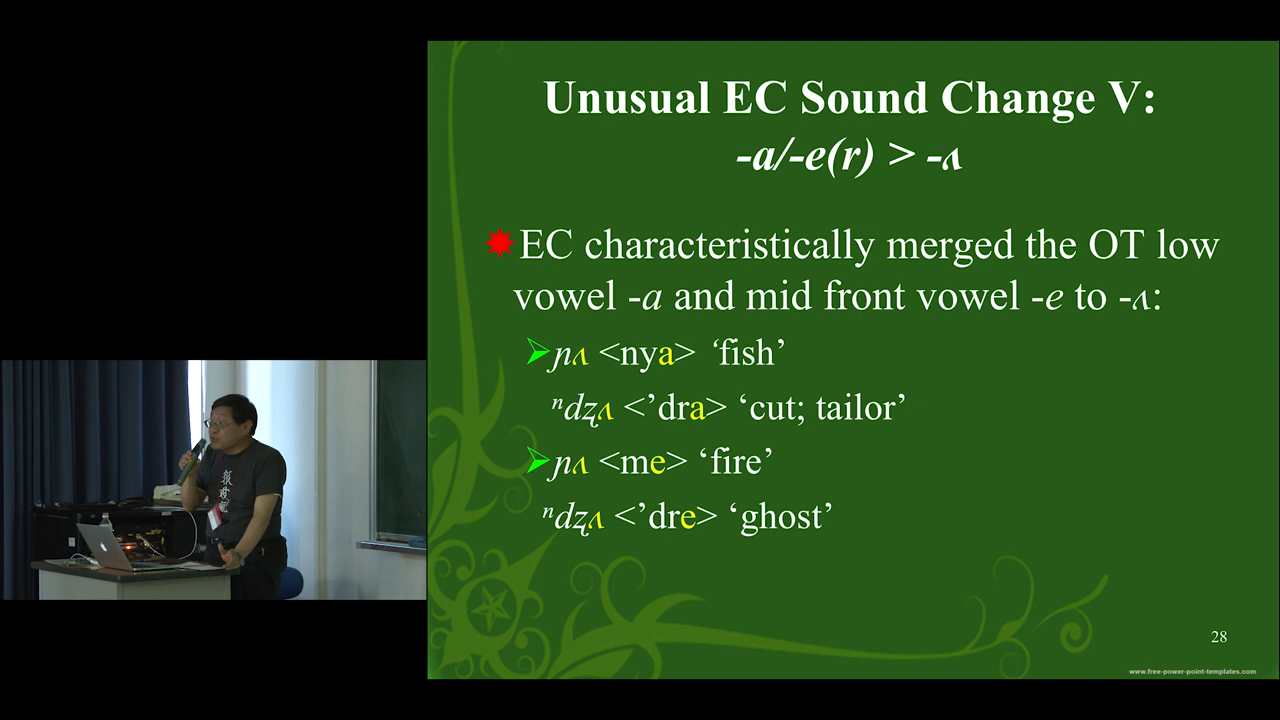 Unusual EC Sound Change V:
-a/-e(r) > -ʌ
EC characteristically merged the OT low
vowel -a and mid front vowel -e to -ʌ:
ɲʌ <nya> ‘fish’
ⁿdʐʌ <’dra> ‘cut; tailor’
ɲʌ <me> ‘fire’
ⁿdʐʌ <’dre> ‘ghost’
28
www.free-power-point-templates.com